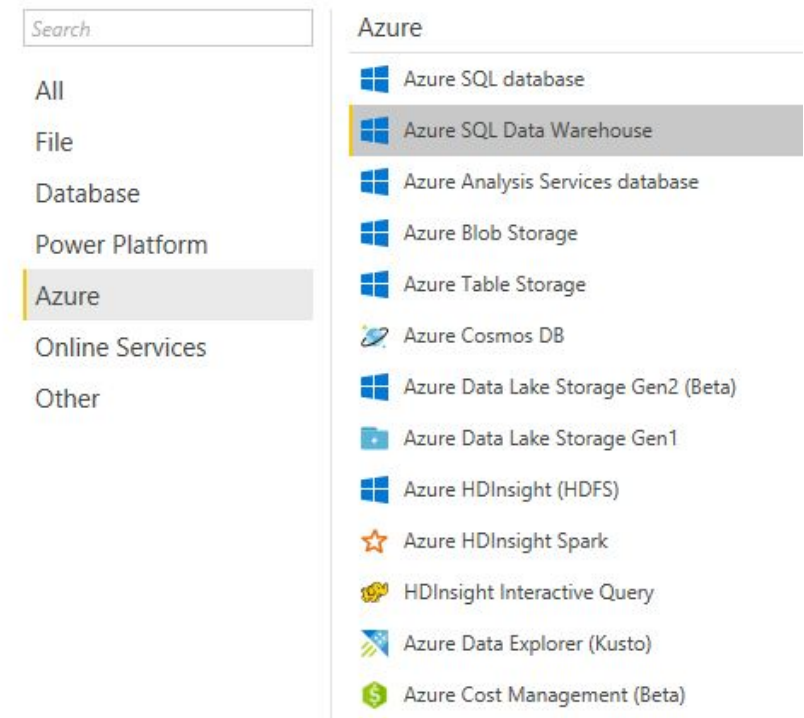 Search
All
File
Database
Power Platform
Azure
Online Services
Other
Azure
Azure SQL database
Azure SQL Data Warehouse
Azure Analysis Services database
Azure Blob Storage
Azure Table Storage
Azure Cosmos DB
Azure Data Lake Storage Gen2 (Beta)
Azure Data Lake Storage Gen1
Azure HDInsight (HDFS)
Azure HDInsight Spark
HDInsight Interactive Query
Azure Data Explorer (Kusto)
Azure Cost Management (Beta)